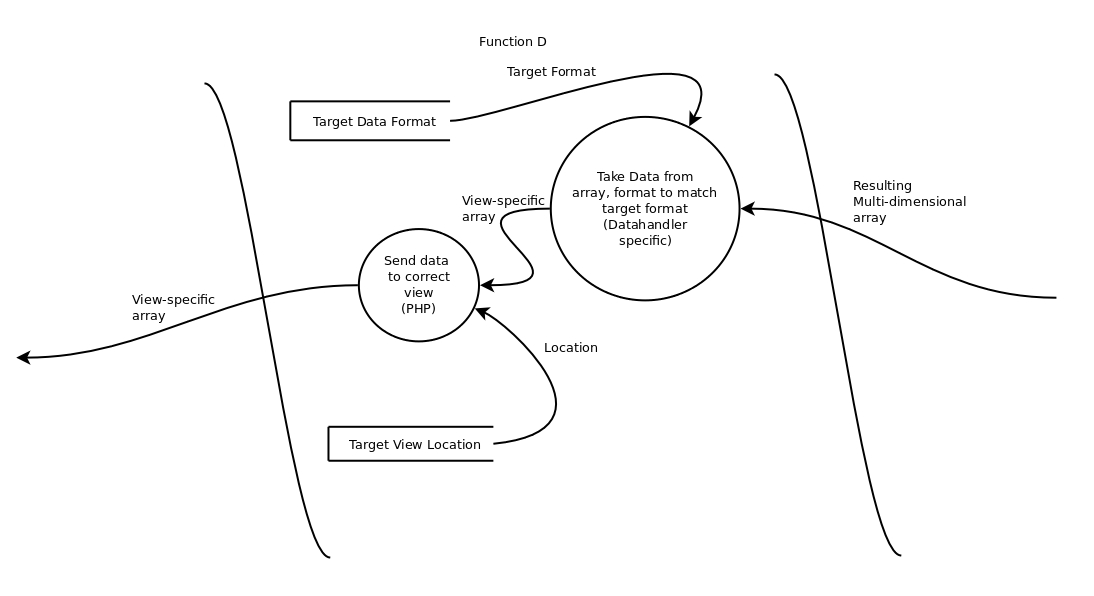 Function D
Target Format
Target Data Format
Take Data from
array, format to match
target format
(Datahandler
specific)
Resulting
Multi-dimensional
array
View-specific
array
Send data
to correct
view
(PHP)
View-specific
array
Location
Target View Location